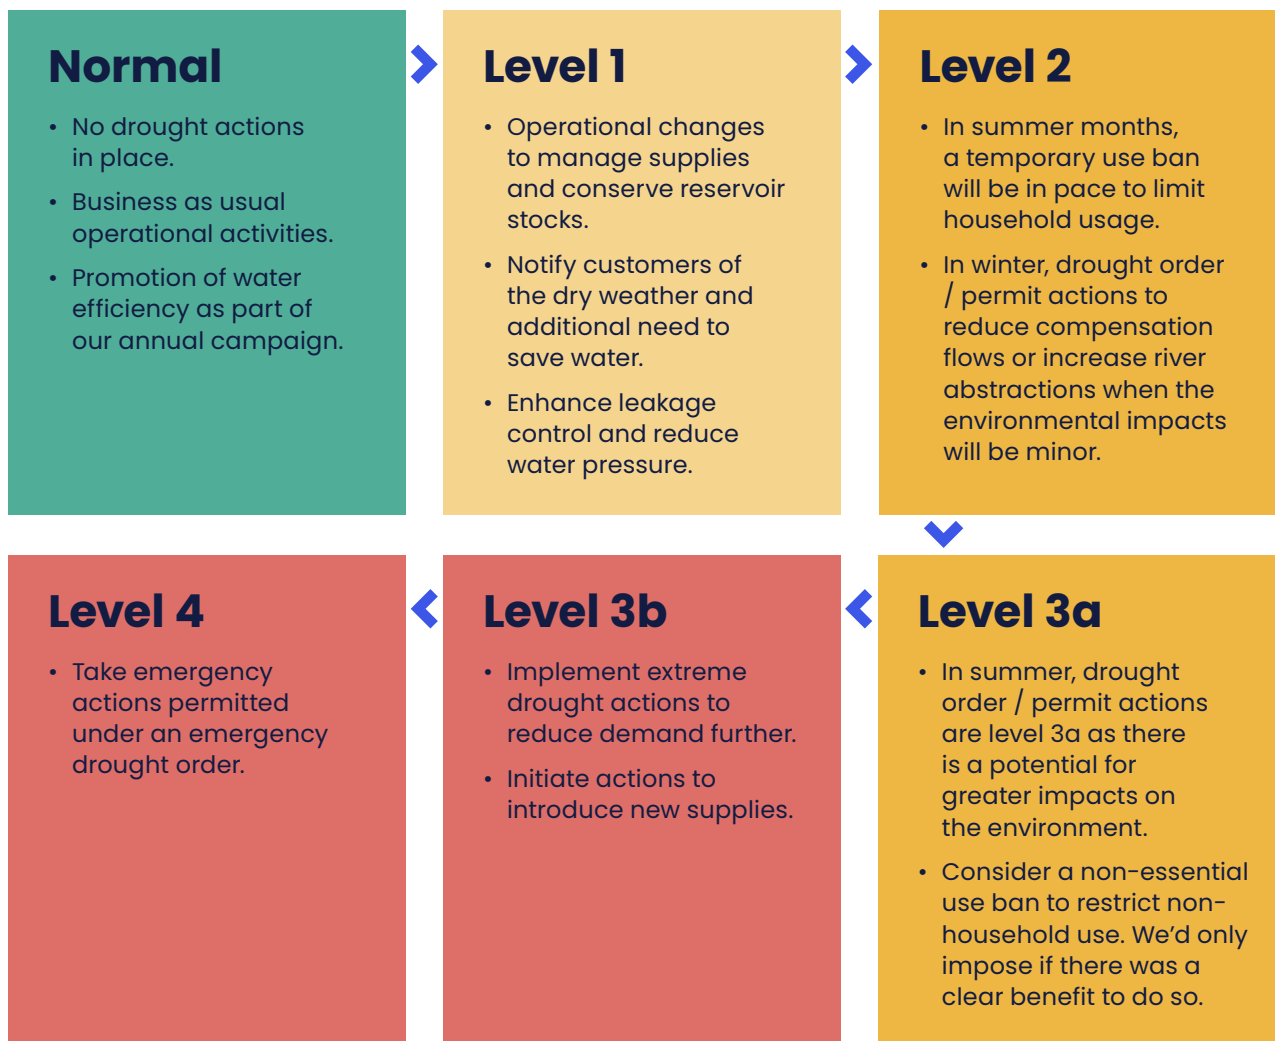 Normal
• No drought actions
in place.
• Business as usual
operational activities.
• Promotion of water
efficiency as part of
our annual campaign.
Level 1
• Operational changes
to manage supplies
and conserve reservoir
stocks.
• Notify customers of
the dry weather and
additional need to
save water.
• Enhance leakage
control and reduce
water pressure.
Level 2
• In summer months,
a temporary use ban
will be in pace to limit
household usage.
• In winter, drought order
/ permit actions to
reduce compensation
flows or increase river
abstractions when the
environmental impacts
will be minor.
Level 3a
• In summer, drought
order / permit actions
are level 3a as there
is a potential for
greater impacts on
the environment.
• Consider a non-essential
use ban to restrict non-
household use. We’d only
impose if there was a
clear benefit to do so.
Level 3b
• Implement extreme
drought actions to
reduce demand further.
• Initiate actions to
introduce new supplies.
Level 4
• Take emergency
actions permitted
under an emergency
drought order.